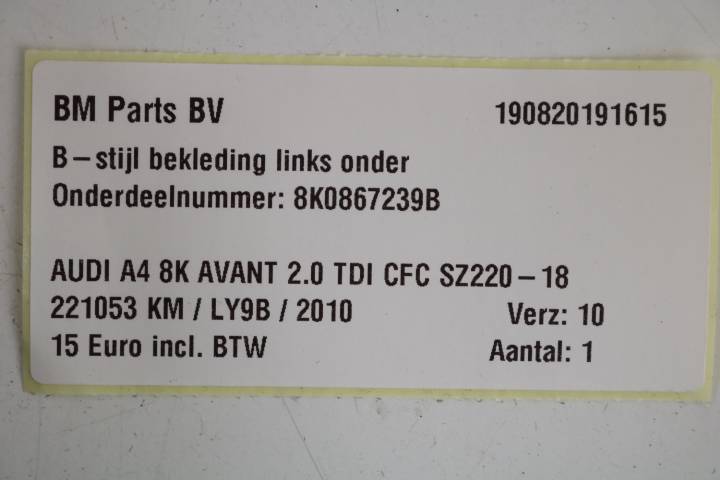 BM Parts BV 190820191615
B-stijl bekleding links onder
Onderdeelnummer: 8K0867239B
AUDI A4 8K AVANT 2.0 TDI CFC SZ220-18
221053 KM / LY9B / 2010 Verz: 10
15 Euro incl. BTW Aantal: 1